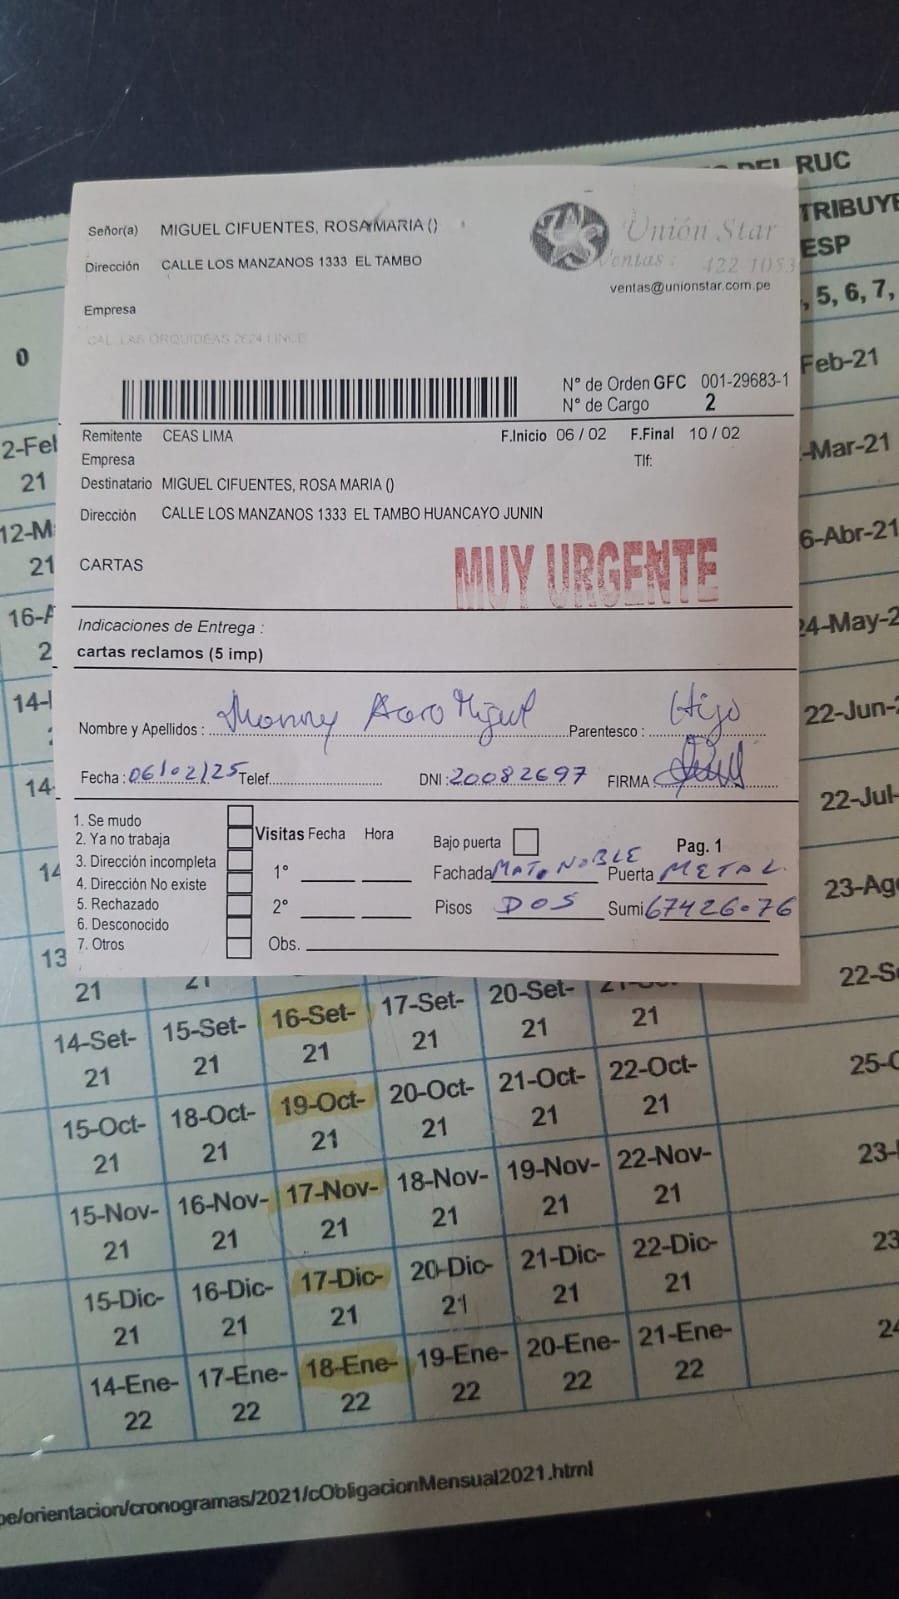 DEL RUC
TRIBUYE
ESP
, 5, 6, 7,
0
Señor(a) MIGUEL CIFUENTES, ROSA MARIA ()
Dirección CALLE LOS MANZANOS 1333 EL TAMBO
Empresa
CAL. LAS ORQUIDEAS 2624 LINCE
Unión Star
Ventas : 422-1053
ventas@unionstar.com.pe
N° de Orden GFC 001-29683-1
N° de Cargo 2
Remitente CEAS LIMA F.Inicio 06 / 02 F.Final 10 / 02
Empresa Tlf:
Destinatario MIGUEL CIFUENTES, ROSA MARIA ()
Dirección CALLE LOS MANZANOS 1333 EL TAMBO HUANCAYO JUNIN
CARTAS MUY URGENTE
Indicaciones de Entrega :
cartas reclamos (5 imp)
Nombre y Apellidos : Miguel Parentesco : Hijo
Fecha : 06/02/25 Telef. DNI: 20082697 FIRMA
1. Se mudo
2. Ya no trabaja
3. Dirección incompleta
4. Dirección No existe
5. Rechazado
6. Desconocido
7. Otros
Visitas Fecha Hora
1°
2°
Obs.
Bajo puerta Pag. 1
Fachada MAT. NOBLE Puerta METAL
Pisos DOS Sumi 67426076
Feb-21
-Mar-21
6-Abr-21
24-May-2
22-Jun-
22-Jul-
23-Ag
22-S
2-Fe
21
12-M
21
16-A
2
14-
14-
14
13
21 21
14-Set-21 15-Set-21 16-Set-21 17-Set-21 20-Set-21 21
15-Oct-21 18-Oct-21 19-Oct-21 20-Oct-21 21-Oct-21 22-Oct-21 25-
15-Nov-21 16-Nov-21 17-Nov-21 18-Nov-21 19-Nov-21 22-Nov-21 23-
15-Dic-21 16-Dic-21 17-Dic-21 20-Dic-21 21-Dic-21 22-Dic-21 23
14-Ene-22 17-Ene-22 18-Ene-22 19-Ene-22 20-Ene-22 21-Ene-22 24
pe/orientacion/cronogramas/2021/cObligacionMensual2021.html